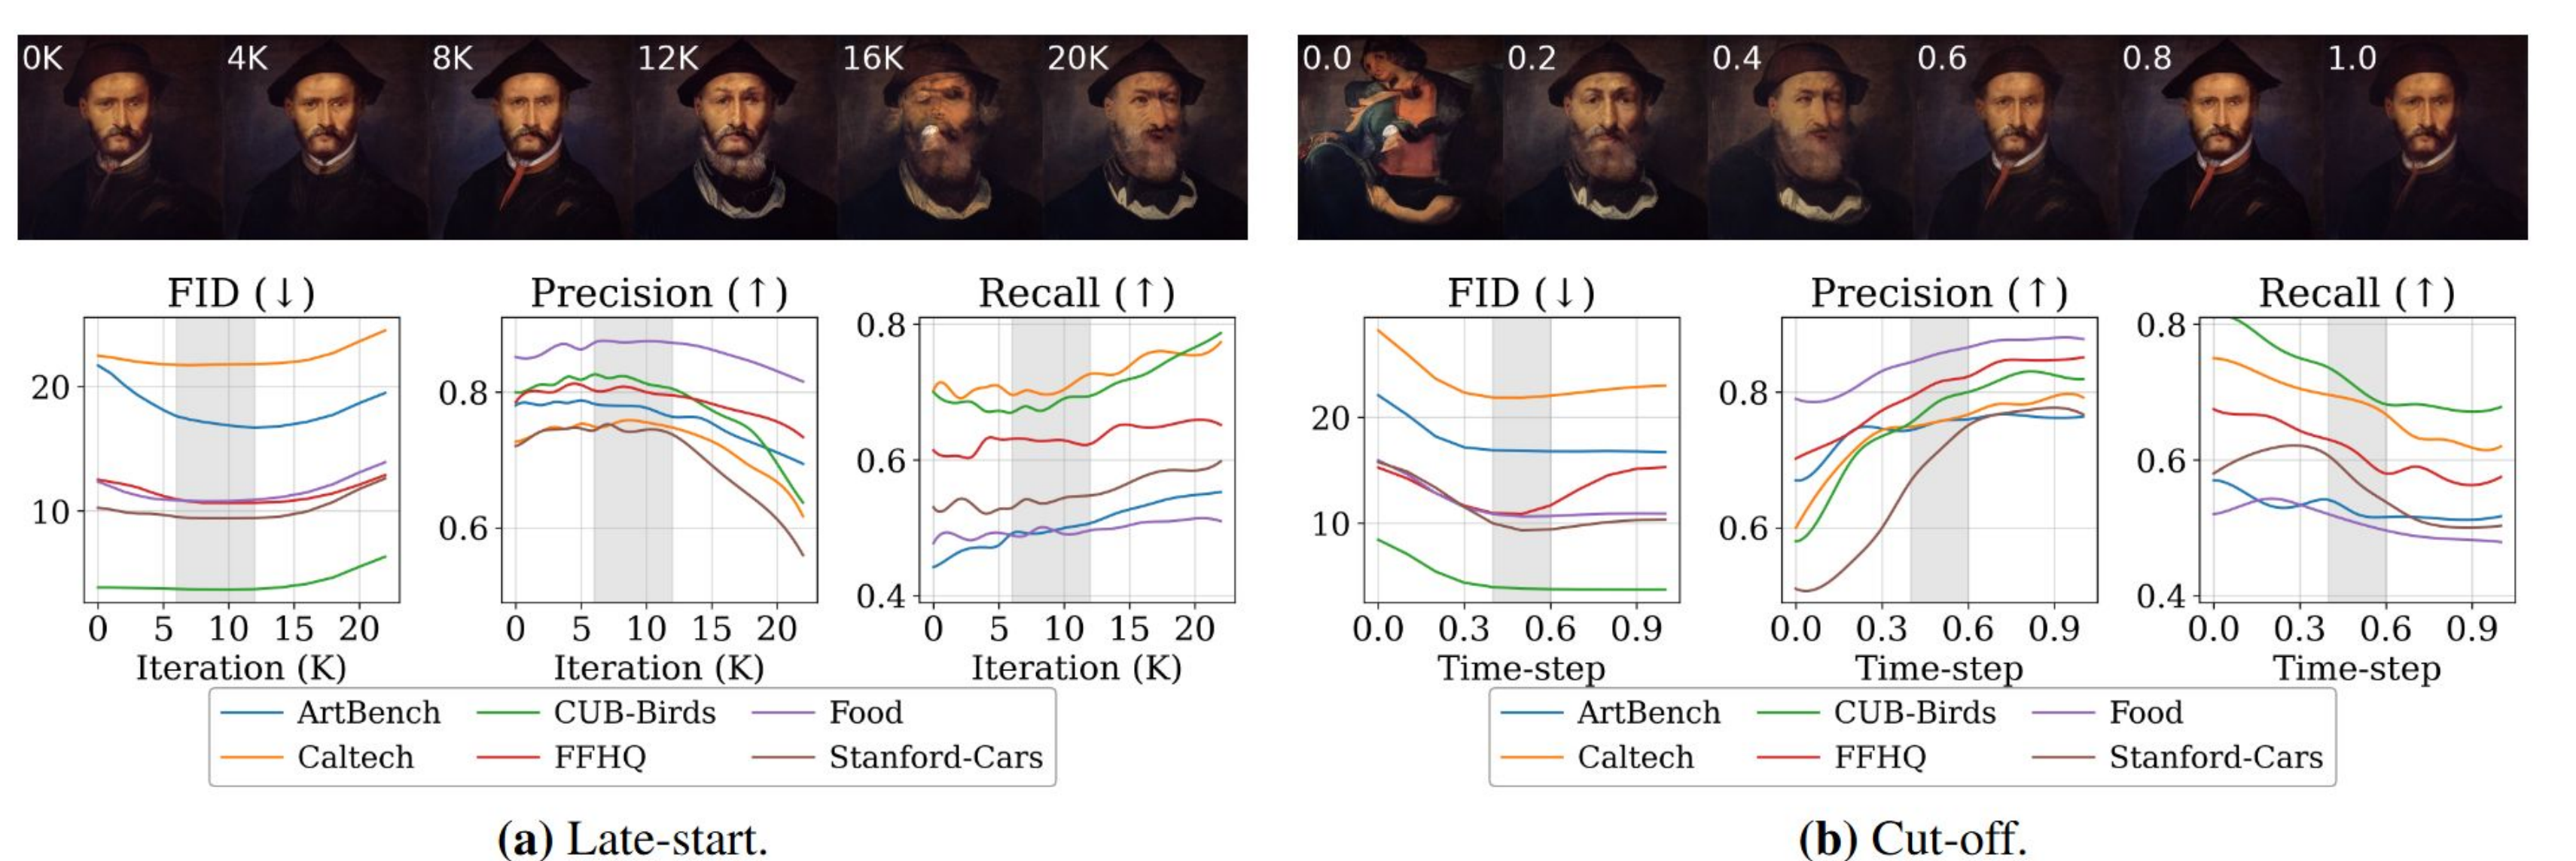 0K 4K 8K 12K 16K 20K
0.0 0.2 0.4 0.6 0.8 1.0
FID (↓) Precision (↑) Recall (↑)
20
10
0.8
0.6
0.8
0.6
0.4
0 5 10 15 20
0 5 10 15 20
0 5 10 15 20
Iteration (K) Iteration (K) Iteration (K)
ArtBench CUB-Birds Food
Caltech FFHQ Stanford-Cars
(a) Late-start.
FID (↓) Precision (↑) Recall (↑)
20
10
0.8
0.6
0.8
0.6
0.4
0.0 0.3 0.6 0.9
0.0 0.3 0.6 0.9
0.0 0.3 0.6 0.9
Time-step Time-step Time-step
ArtBench CUB-Birds Food
Caltech FFHQ Stanford-Cars
(b) Cut-off.